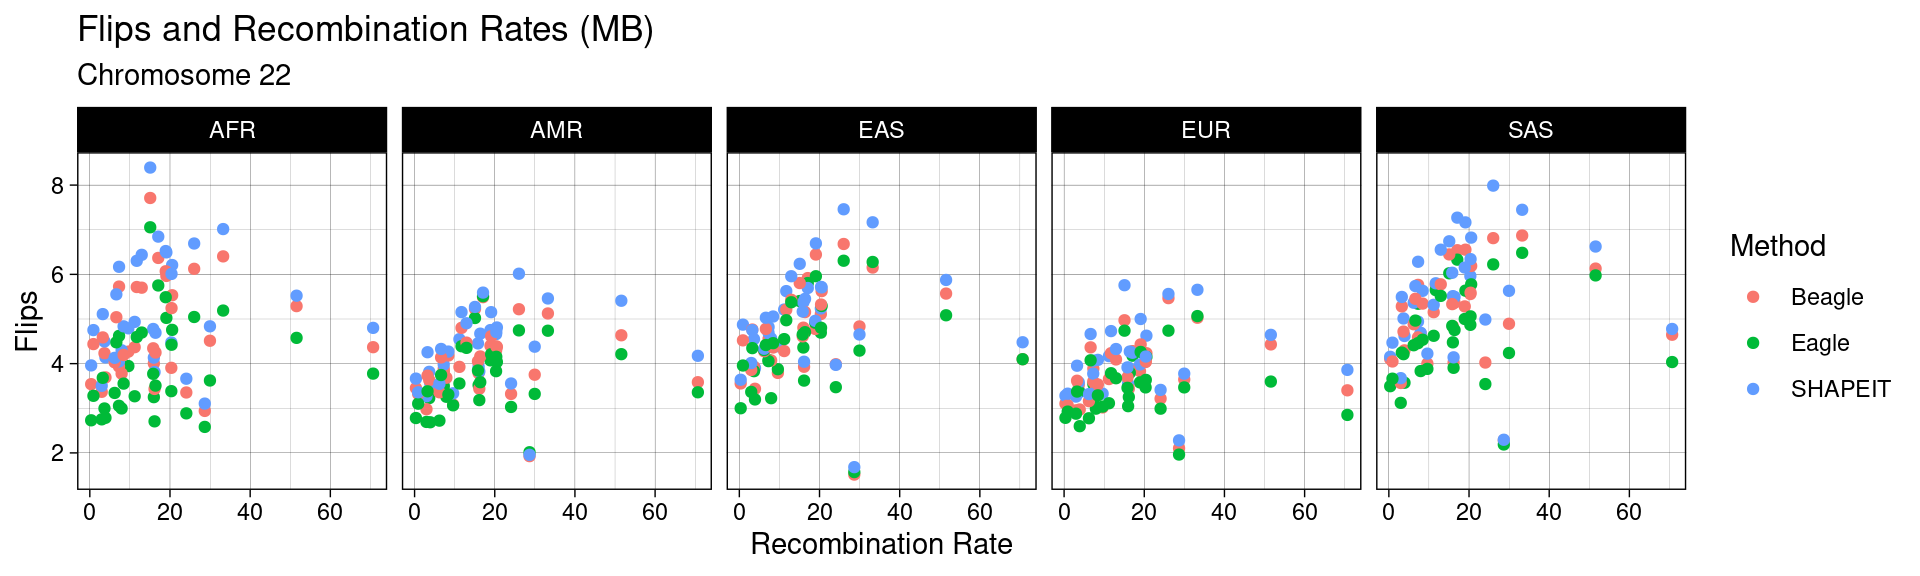 Flips and Recombination Rates (MB)
Chromosome 22
AFR AMR EAS EUR SAS
8
6
4
2
Flips
0 20 40 60 0 20 40 60 0 20 40 60 0 20 40 60 0 20 40 60
Recombination Rate
Method
Beagle
Eagle
SHAPEIT